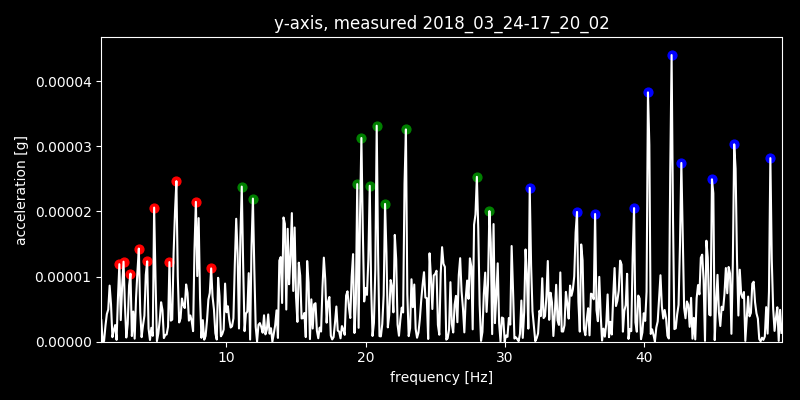 y-axis, measured 2018_03_24-17_20_02
0.00004
0.00003
0.00002
0.00001
0.00000
acceleration [g]
10 20 30 40
frequency [Hz]